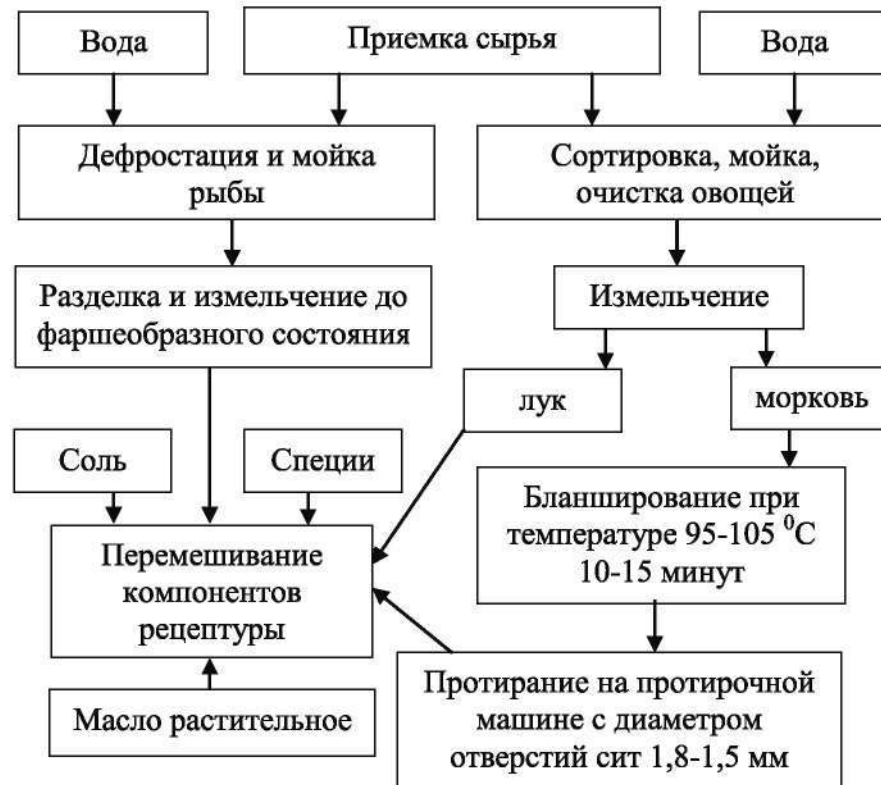 Вода
Приемка сырья
Вода
Дефростация и мойка
рыбы
Сортировка, мойка,
очистка овощей
Разделка и измельчение до
фаршеобразного состояния
Измельчение
лук
морковь
Соль
Специи
Бланширование при
температуре 95-105 ⁰С
10-15 минут
Перемешивание
компонентов
рецептуры
Масло растительное
Протирание на протирочной
машине с диаметром
отверстий сит 1,8-1,5 мм